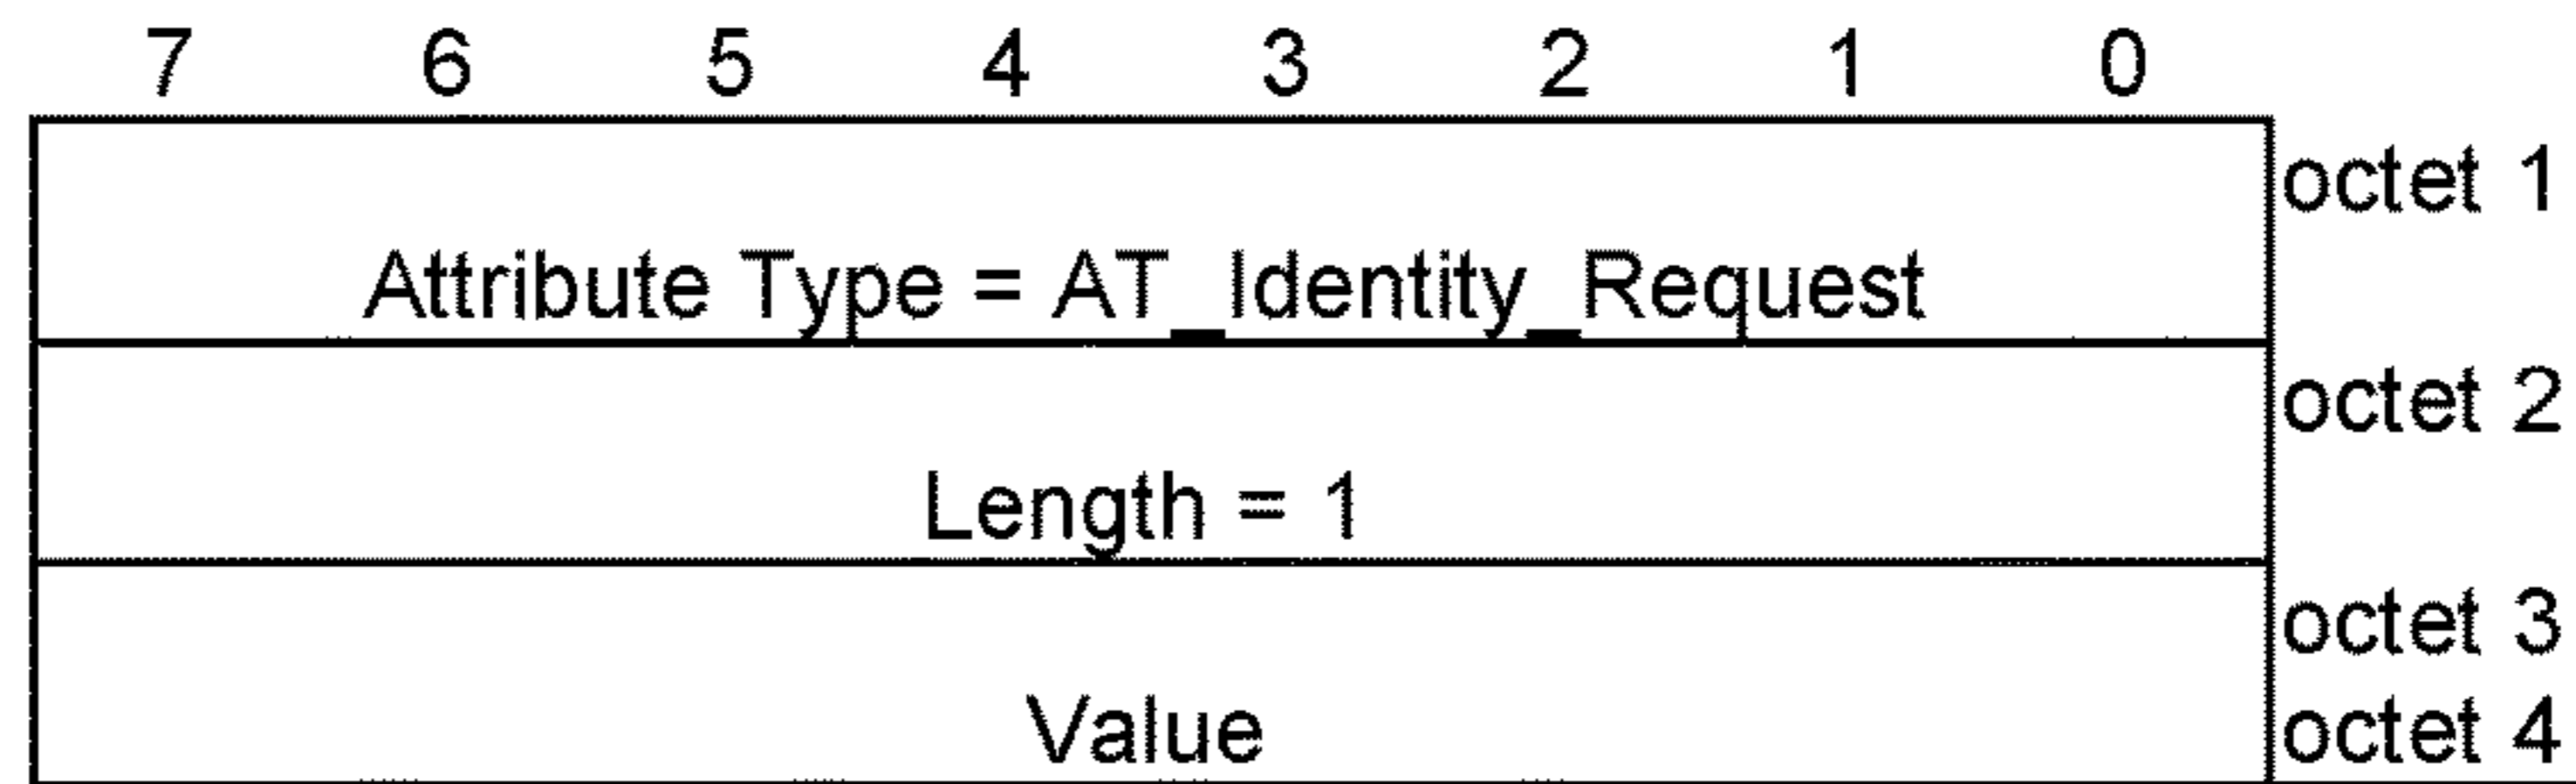 7 6 5 4 3 2 1 0
octet 1
Attribute Type = AT_Identity_Request
octet 2
Length = 1
octet 3
Value octet 4